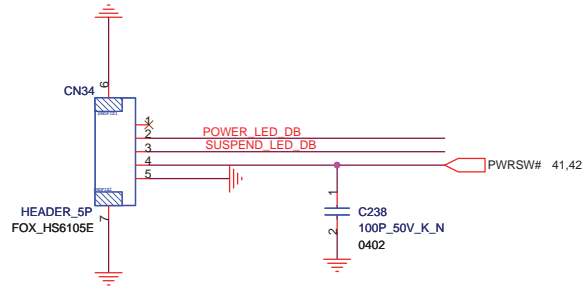 6
CN34
1
2
POWER_LED_DB
3
SUSPEND_LED_DB
4
PWRSW# 41,42
5
1
HEADER_5P
FOX_HS6105E
7
C238
100P_50V_K_N
2
0402